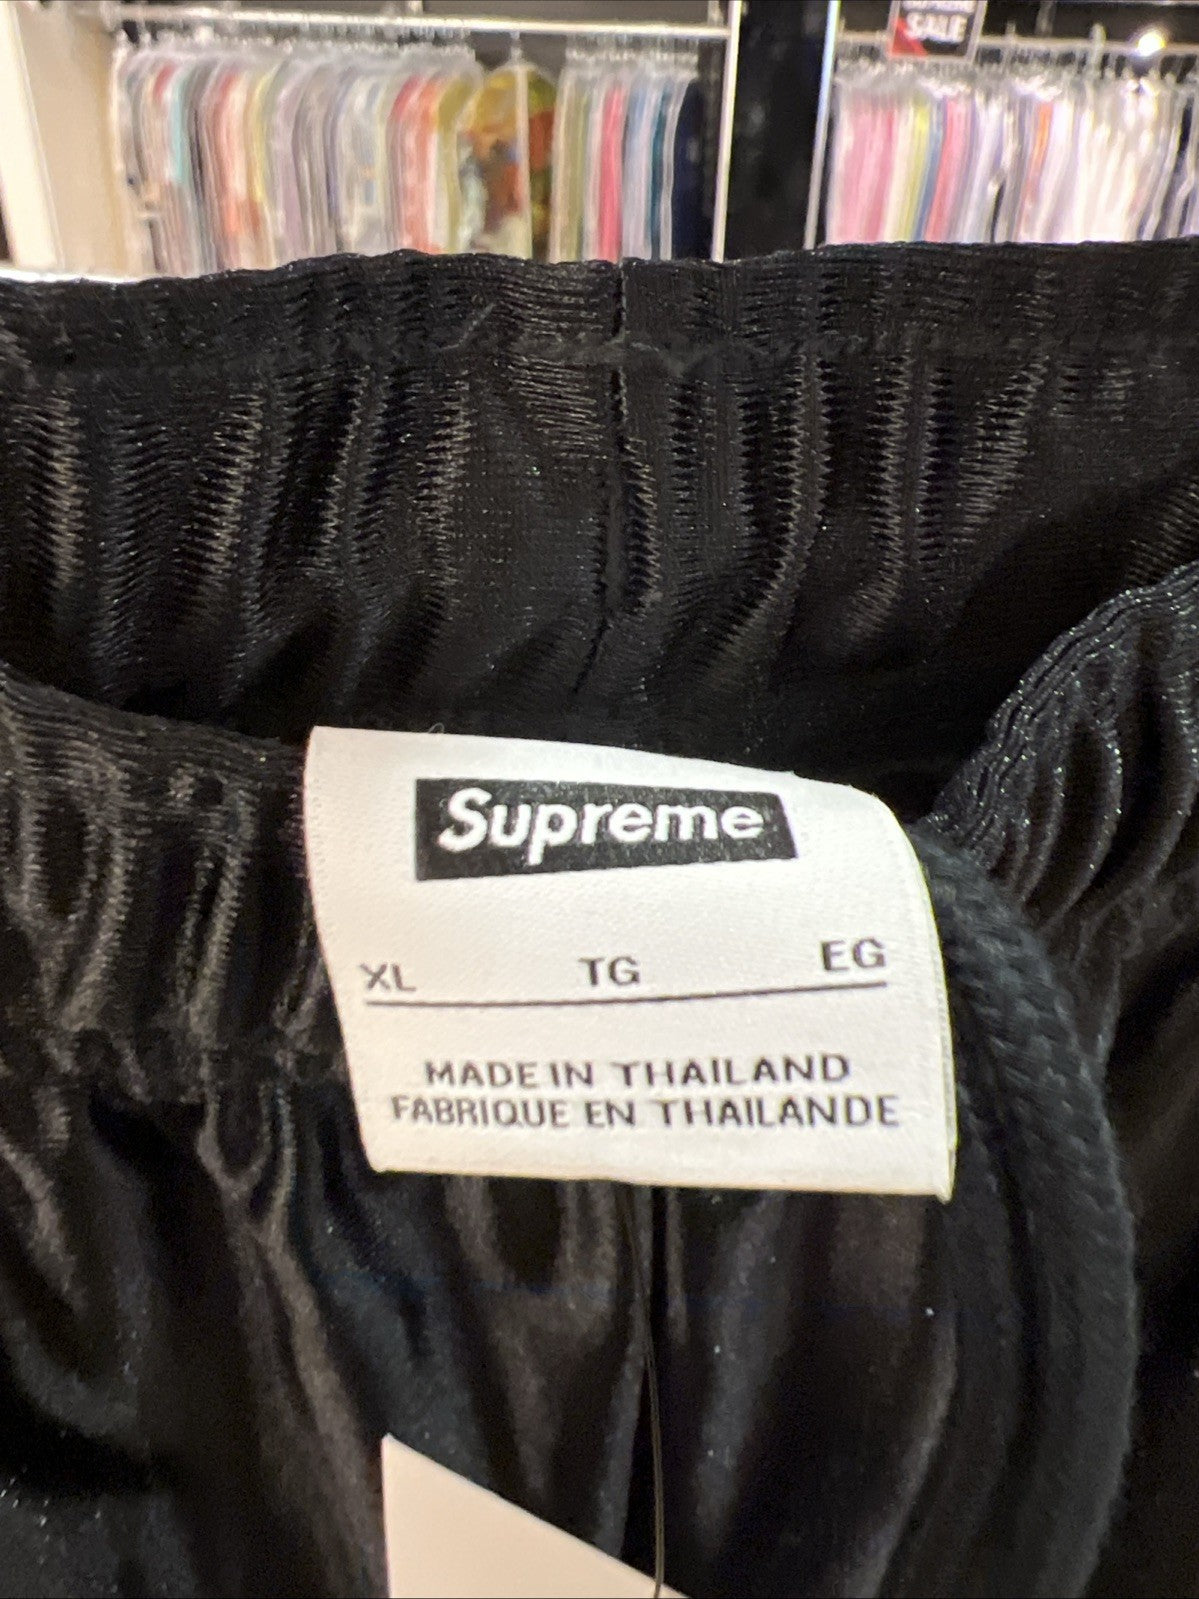 SALE
Supreme
XL TG EG
MADE IN THAILAND
FABRIQUE EN THAILANDE